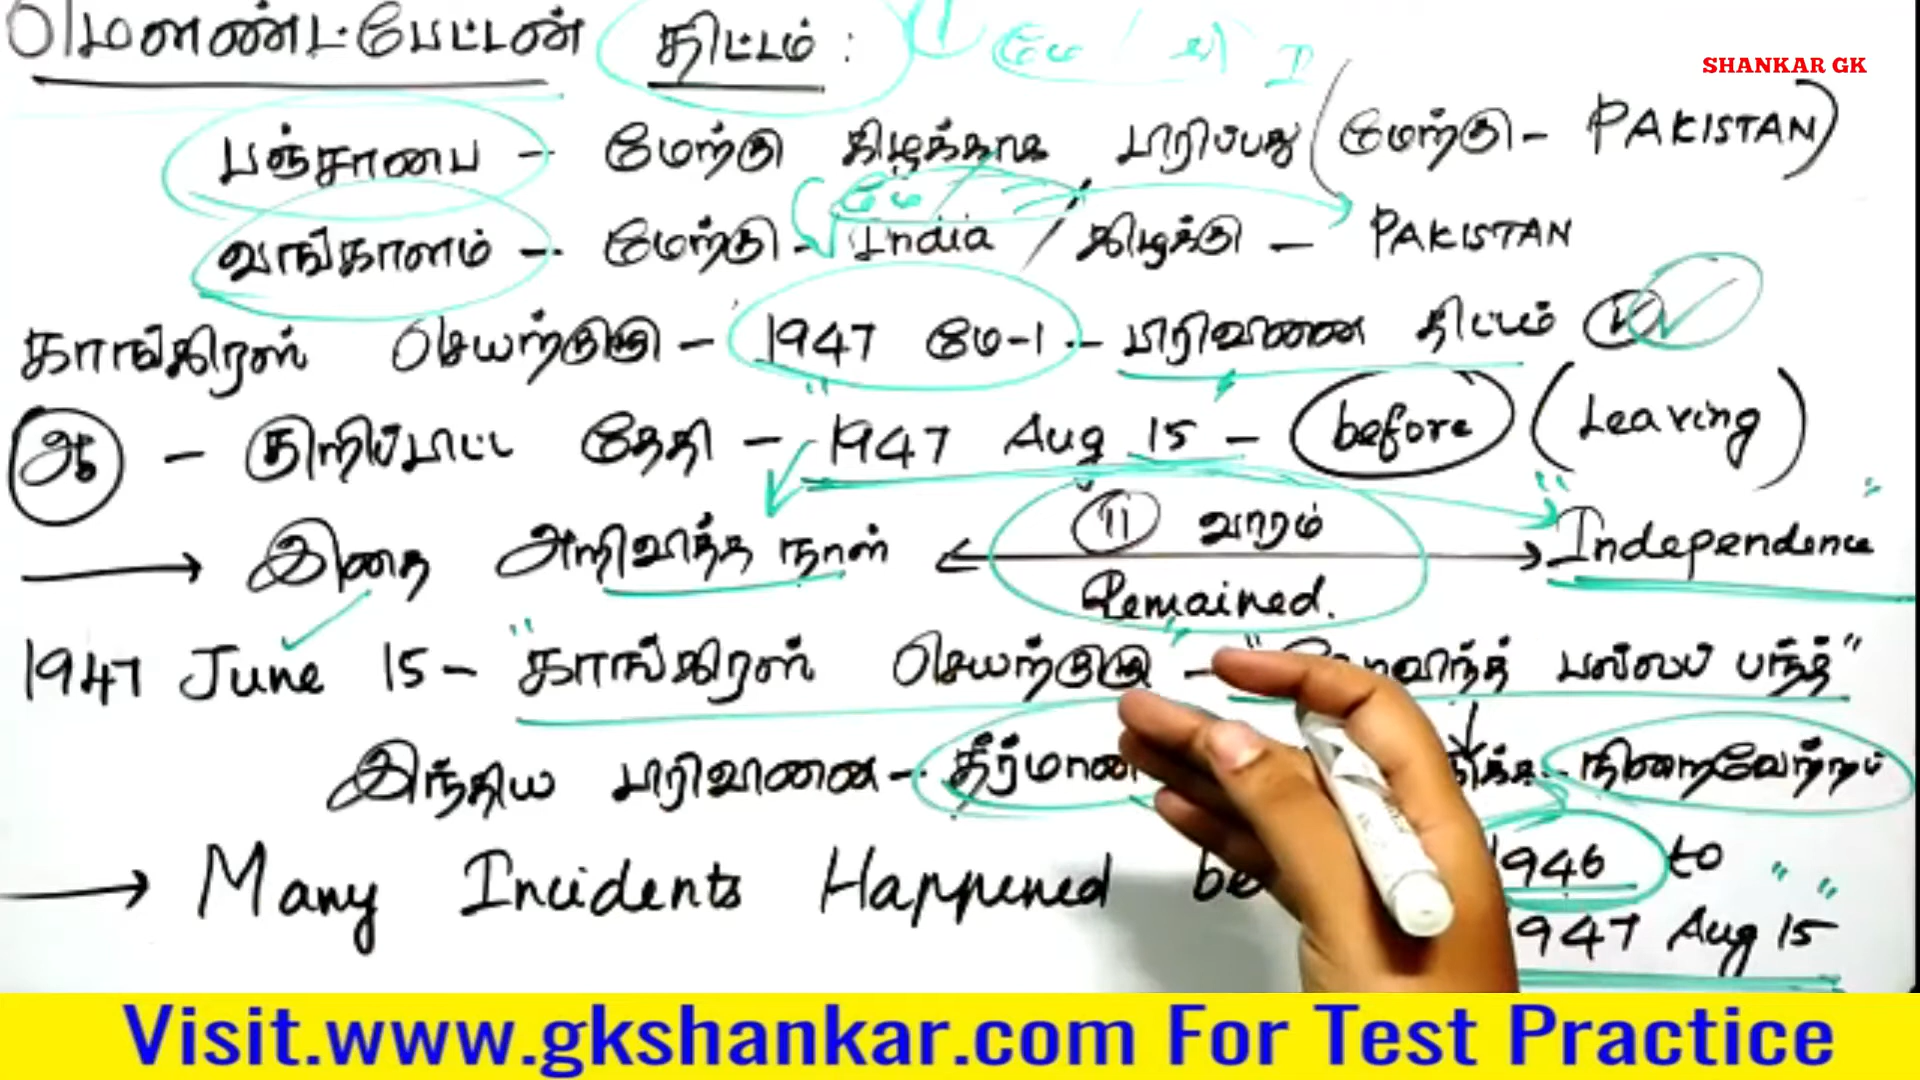 மௌண்ட்பேட்டன் திட்டம் :
SHANKAR GK
பஞ்சாபை - மேற்கு கிழக்காக பிரிப்பது (மேற்கு - PAKISTAN)
வங்காளம் - மேற்கு - India / கிழக்கு - PAKISTAN
காங்கிரஸ் செயற்குழு - 1947 மே-1 - பிரிவினை திட்டம்
ஆ - குறிப்பிட்ட தேதி - 1947 Aug 15 - before (Leaving)
→ இதை அறிவித்த நாள் ← 11 வாரம் Remained. → Independence
1947 June 15 - "காங்கிரஸ் செயற்குழு - பல்லப் பந்த்"
இந்திய பிரிவினை - நிறைவேற்றம்
→ Many Incidents Happened 1946 to
1947 Aug 15
Visit.www.gkshankar.com For Test Practice